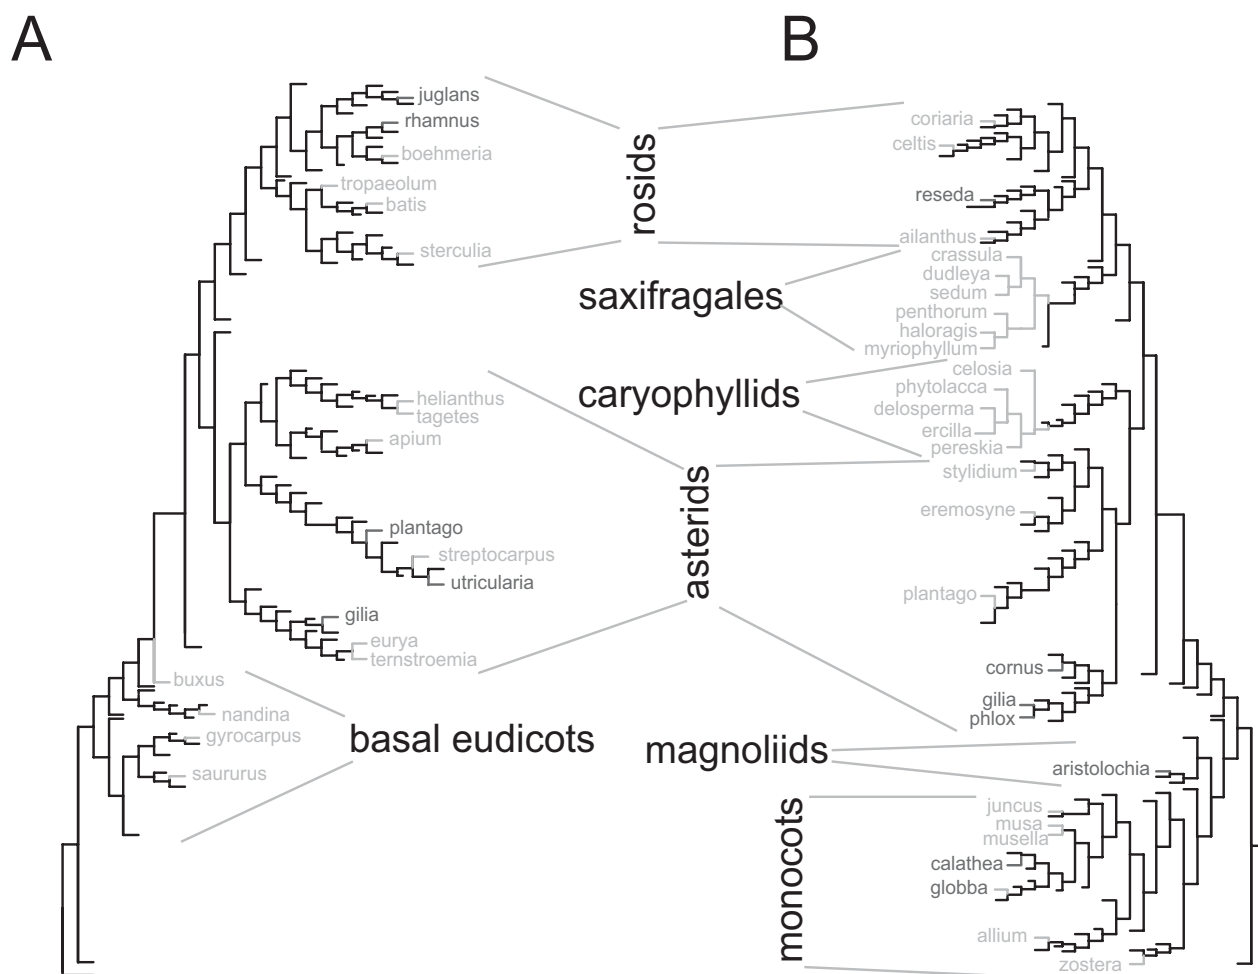 A
B
juglans
rhamnus
boehmeria
tropaeolum
batis
sterculia
helianthus
tagetes
apium
plantago
streptocarpus
utricularia
gilia
eurya
ternstroemia
buxus
nandina
gyrocarpus
saururus
rosids
saxifragales
caryophyllids
asterids
basal eudicots
magnoliids
monocots
coriaria
celtis
reseda
ailanthus
crassula
dudleya
sedum
penthorum
haloragis
myriophyllum
celosia
phytolacca
delosperma
ercilla
pereskia
stylidium
eremosyne
plantago
cornus
gilia
phlox
aristolochia
juncus
musa
musella
calathea
globba
allium
zostera